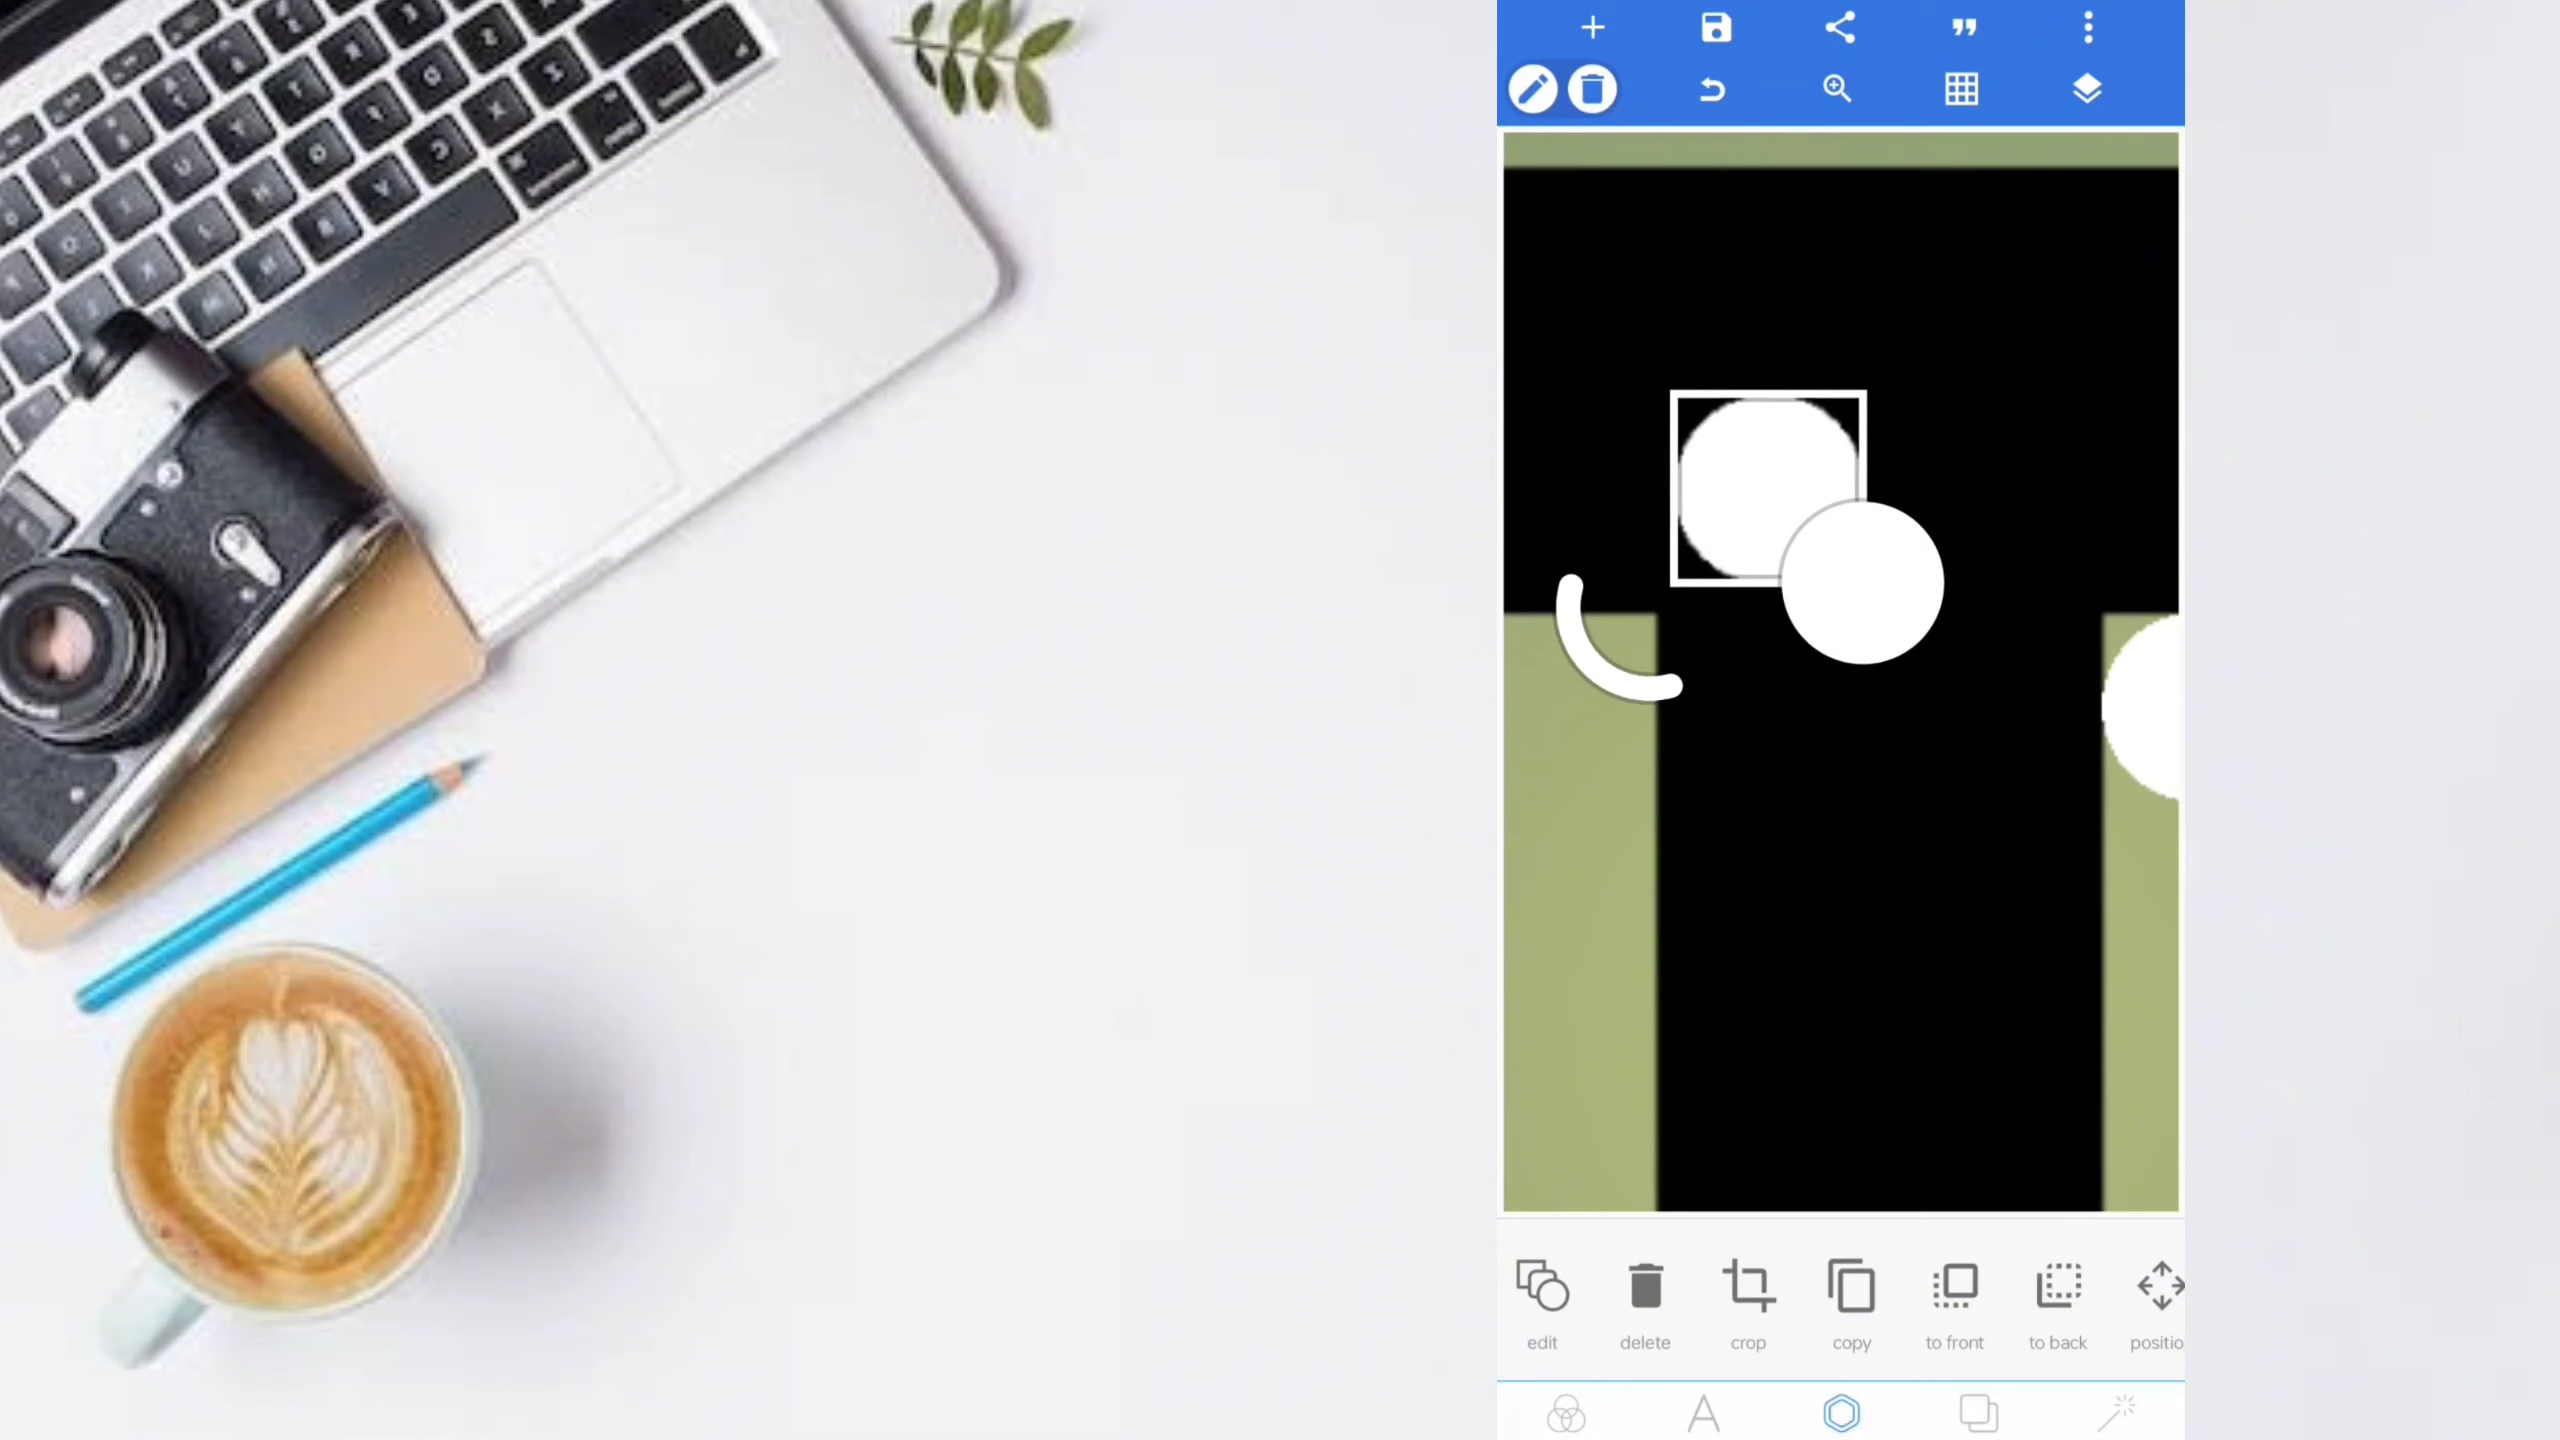 edit
delete
crop
copy
to front
to back
positio